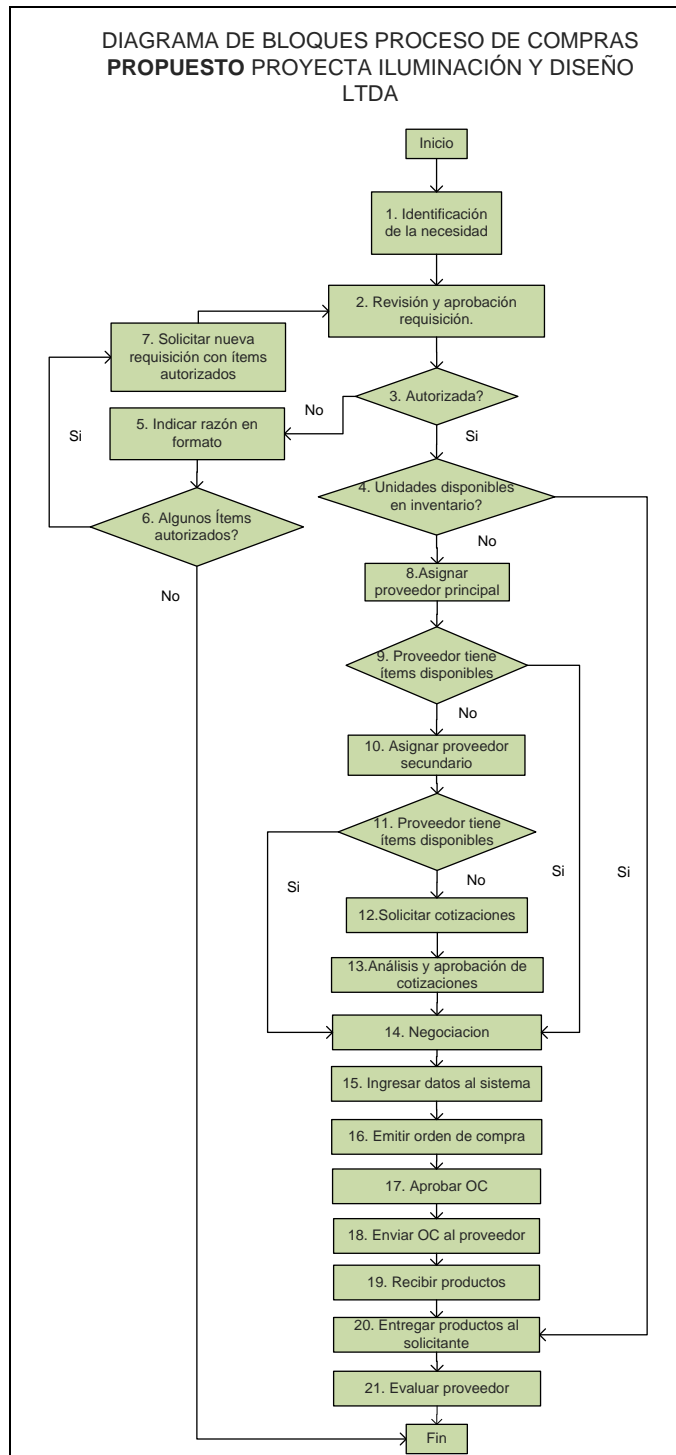 DIAGRAMA DE BLOQUES PROCESO DE COMPRAS
PROPUESTO PROYECTA ILUMINACIÓN Y DISEÑO
LTDA
Inicio
1. Identificación
de la necesidad
2. Revisión y aprobación
requisición.
7. Solicitar nueva
requisición con ítems
autorizados
3. Autorizada?
No
Si
5. Indicar razón en
formato
Si
4. Unidades disponibles
en inventario?
6. Algunos Ítems
autorizados?
No
No
8.Asignar
proveedor principal
9. Proveedor tiene
ítems disponibles
No
10. Asignar proveedor
secundario
11. Proveedor tiene
ítems disponibles
Si
No
Si
Si
12.Solicitar cotizaciones
13.Análisis y aprobación de
cotizaciones
14. Negociacion
15. Ingresar datos al sistema
16. Emitir orden de compra
17. Aprobar OC
18. Enviar OC al proveedor
19. Recibir productos
20. Entregar productos al
solicitante
21. Evaluar proveedor
Fin